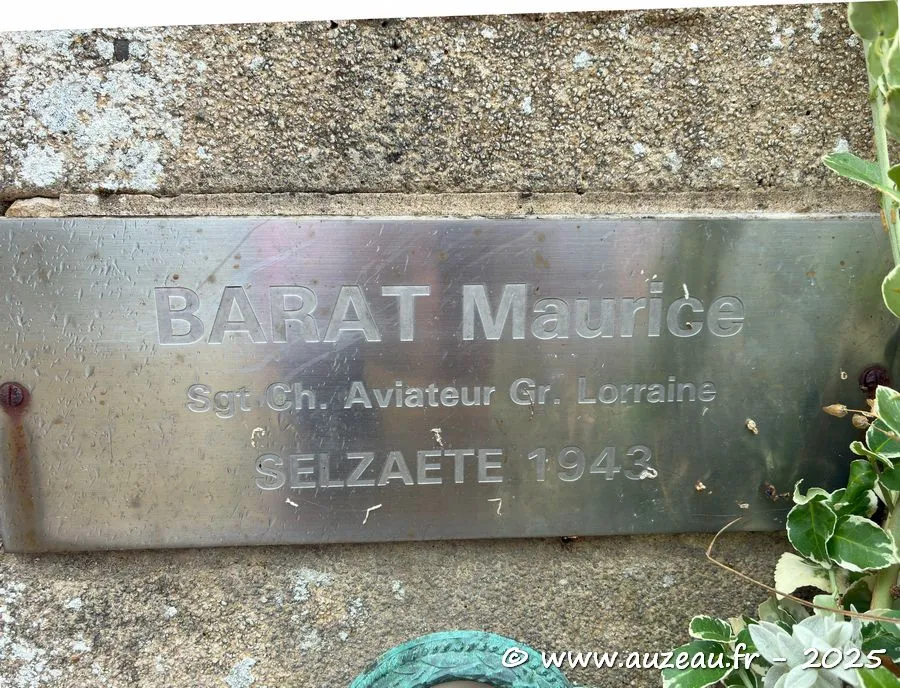 BARAT Maurice
Sgt Ch. Aviateur Gr. Lorraine
SELZAETE 1943
© www.auzeau.fr - 2025